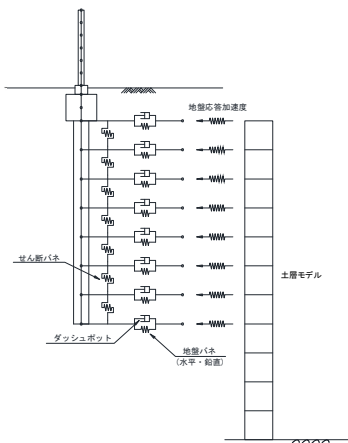 地盤応答加速度
せん断バネ
土層モデル
ダッシュポット
地盤バネ
(水平・鉛直)